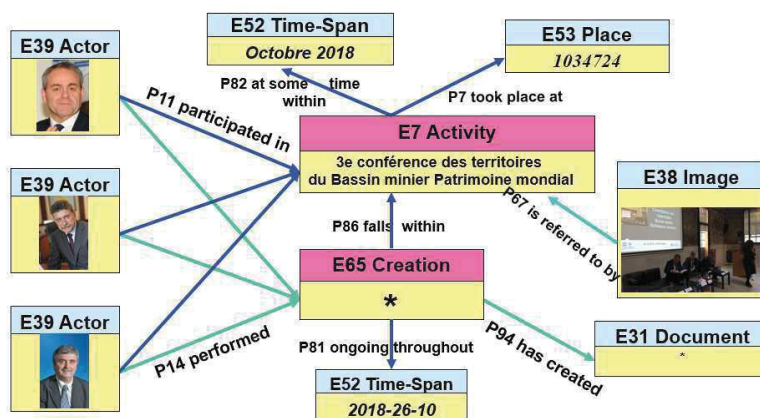 E52 Time-Span
Octobre 2018
E53 Place
1034724
E39 Actor
P82 at some time
within
P7 took place at
P11 participated in
E7 Activity
3e conférence des territoires
du Bassin minier Patrimoine mondial
E39 Actor
E38 Image
P67 is referred to by
P86 falls within
E65 Creation
*
E39 Actor
P14 performed
P81 ongoing throughout
P94 has created
E31 Document
*
E52 Time-Span
2018-26-10